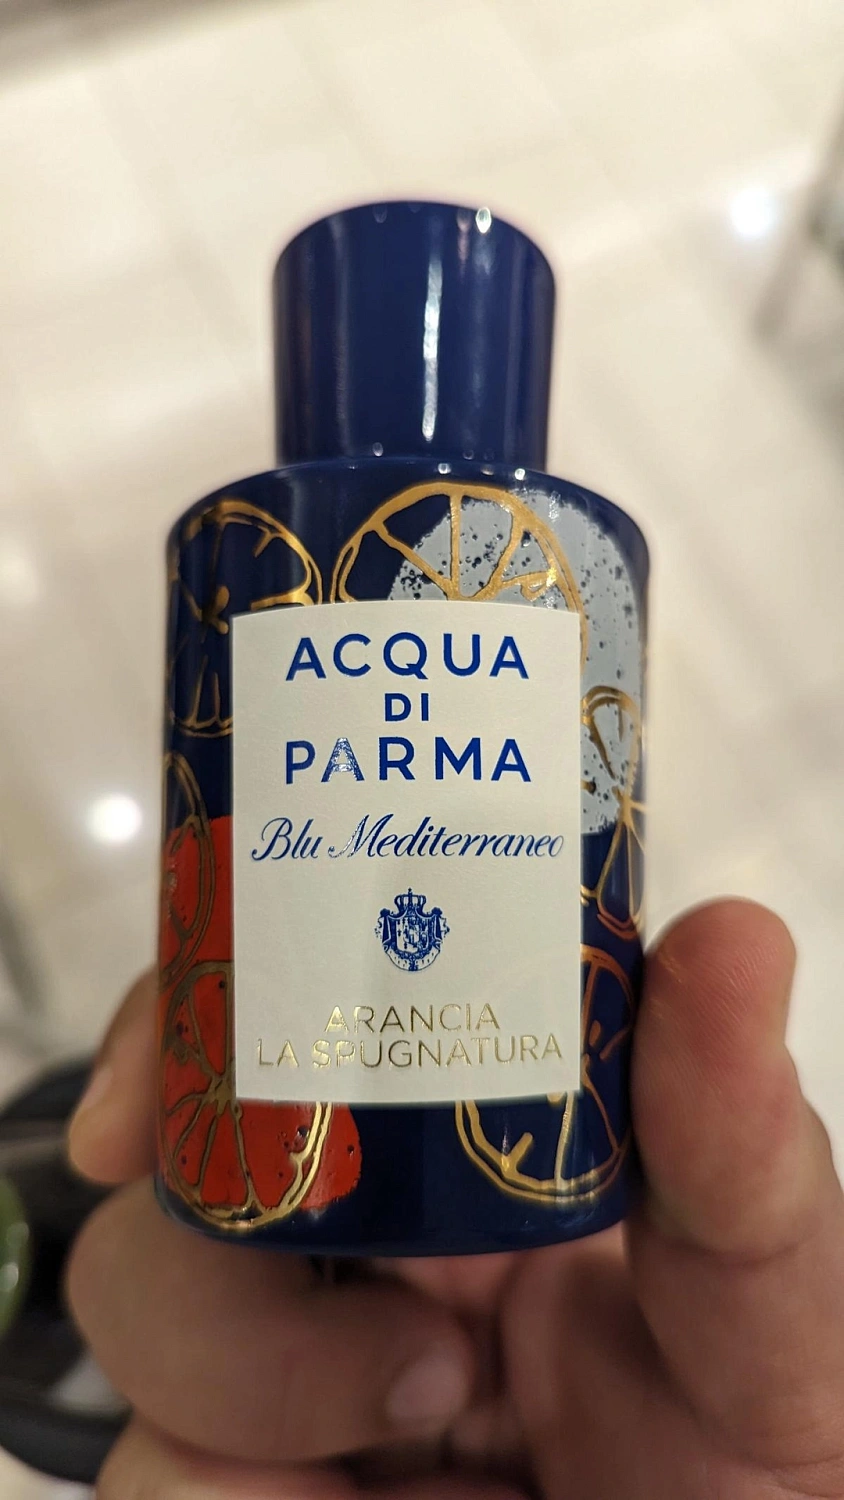 ACQUA
DI
PARMA
Blu Mediterraneo
ARANCIA
LA SPUGNATURA